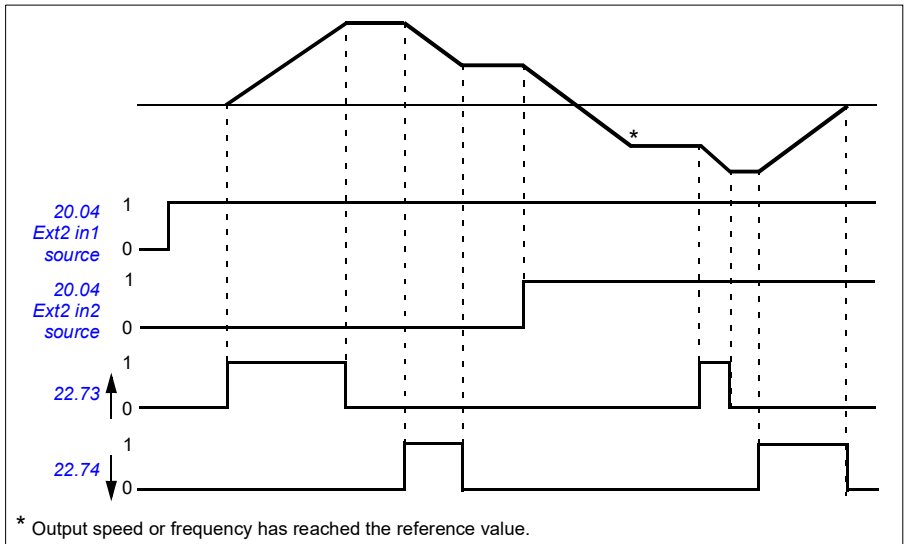 *
20.04
Ext2 in1
source
1
0
20.04
Ext2 in2
source
1
0
22.73
1
0
22.74
1
0
* Output speed or frequency has reached the reference value.